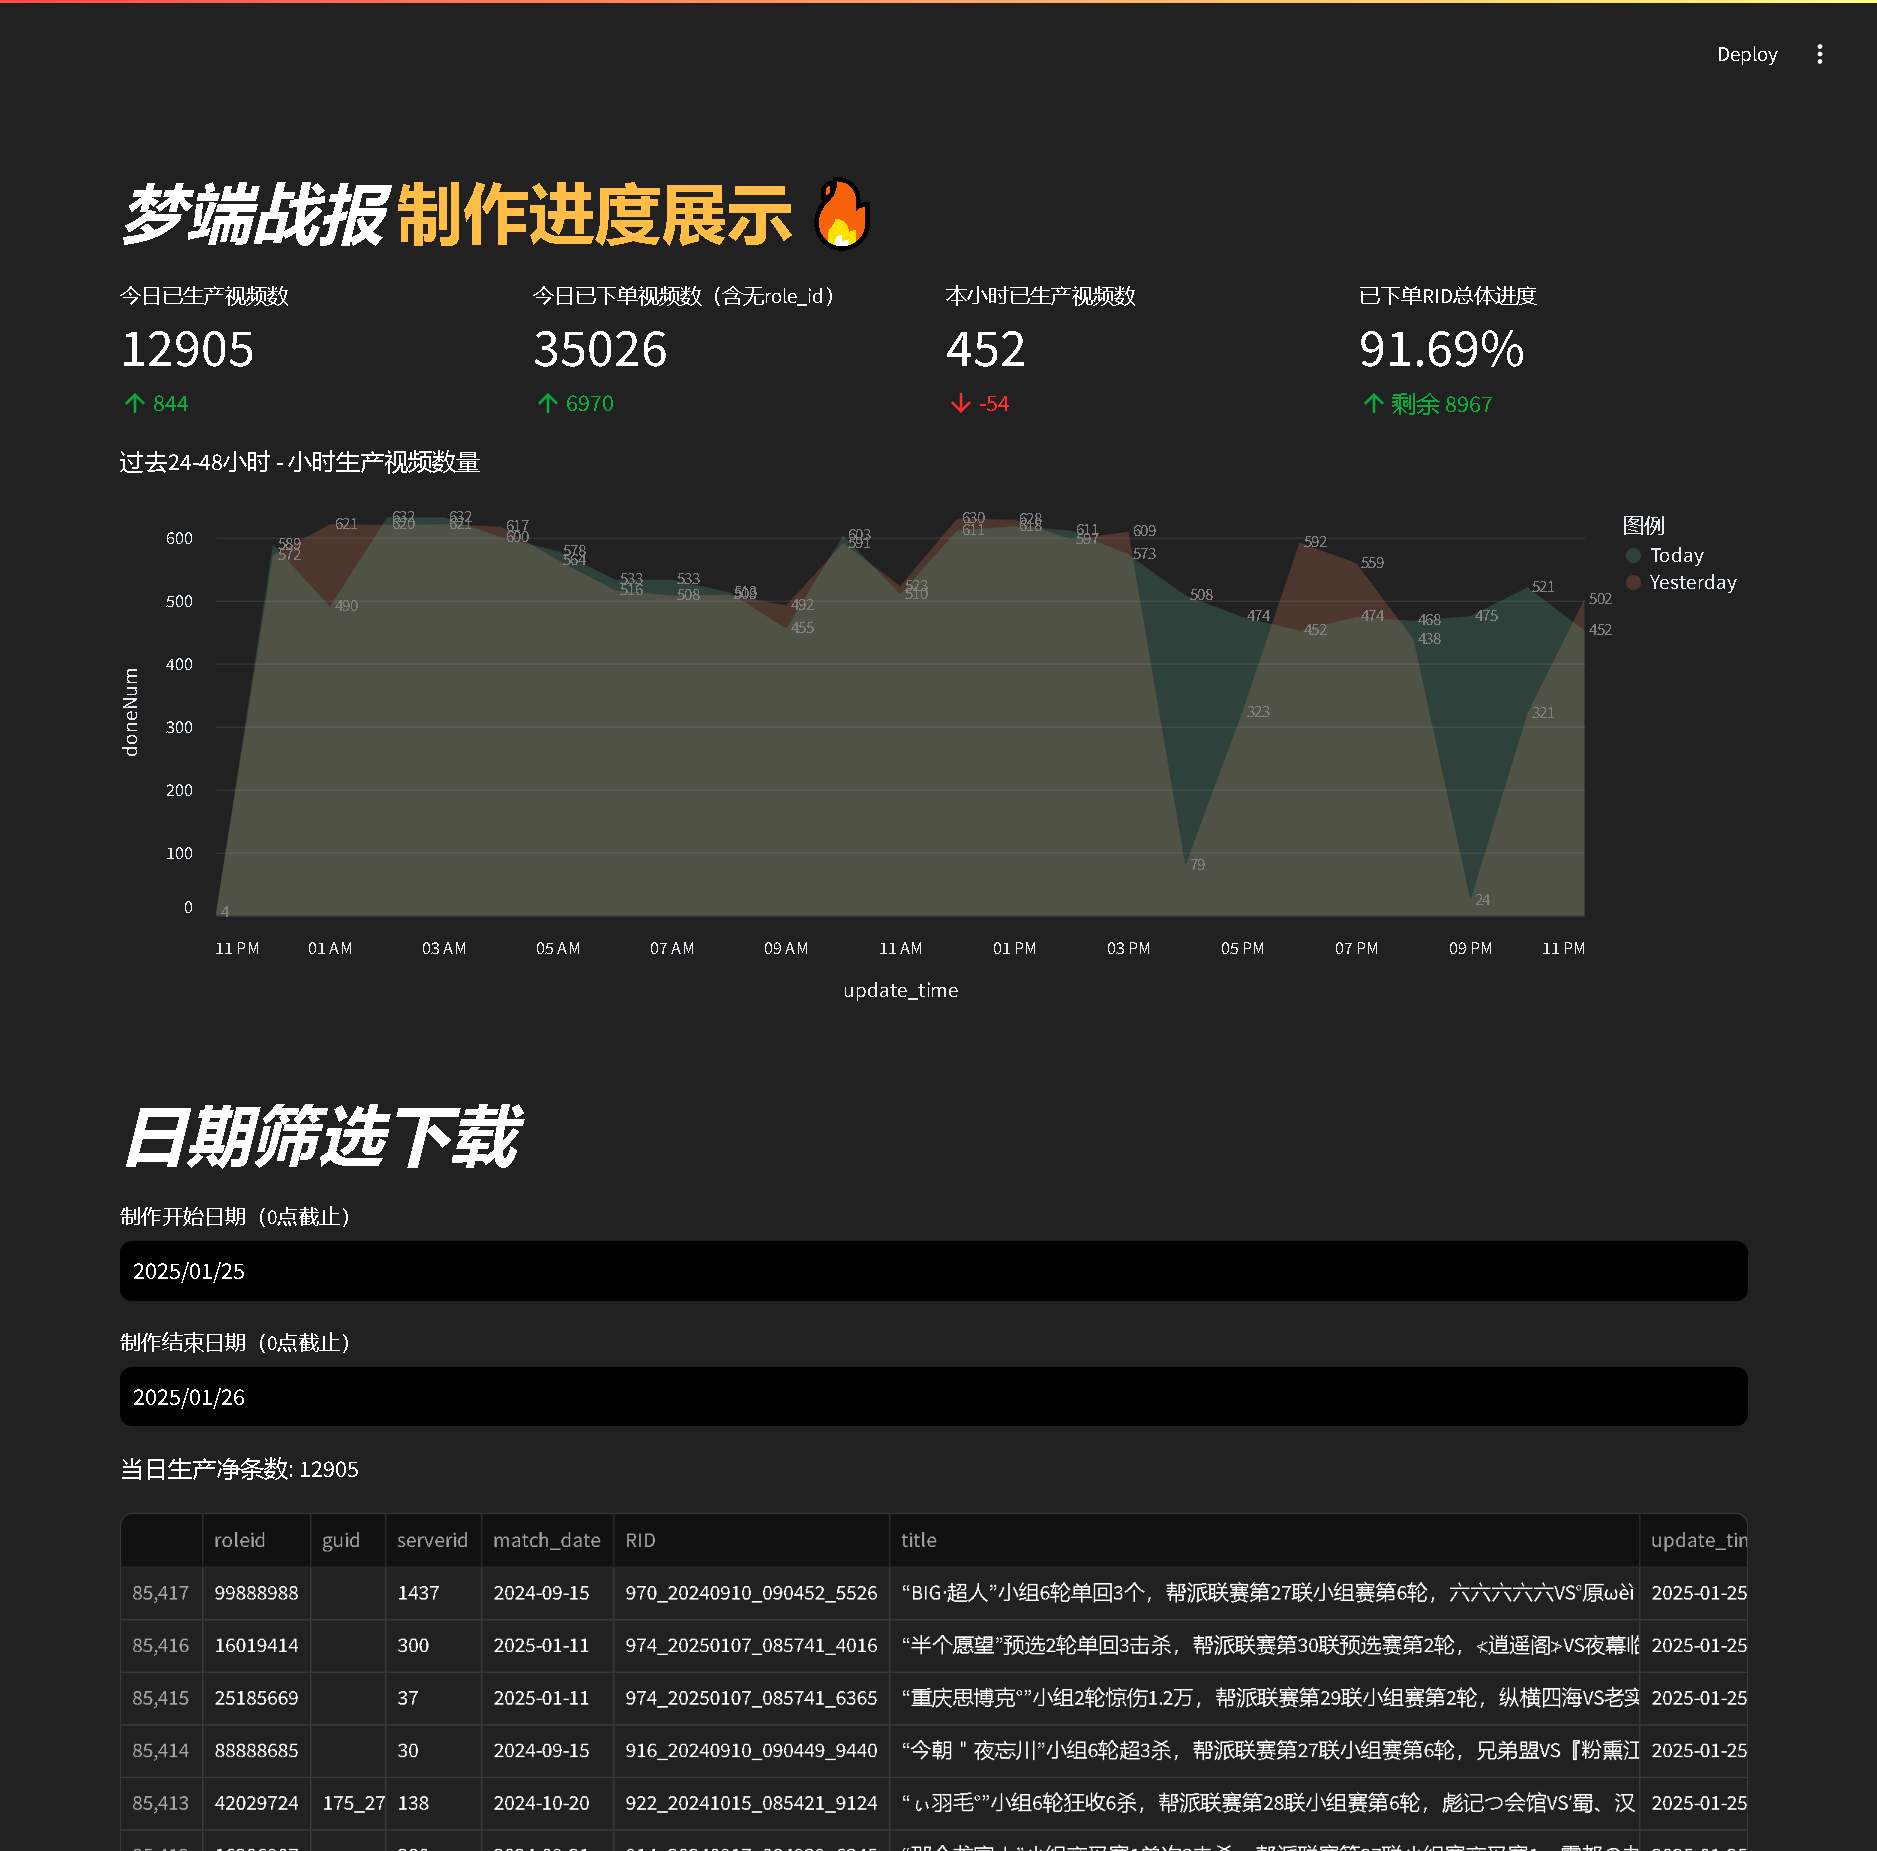 Deploy
梦端战报制作进度展示
今日已生产视频数
12905
844
今日已下单视频数（含无role_id）
35026
6970
本小时已生产视频数
452
-54
已下单RID总体进度
91.69%
剩余 8967
过去24-48小时 - 小时生产视频数量
600
500
400
300
200
100
0
doneNum
4
589
572
621
490
632
620
632
621
617
600
578
564
533
516
533
508
509
492
455
603
591
523
510
630
611
628
618
611
597
609
573
508
79
474
323
592
452
559
474
468
438
475
24
521
321
502
452
11 PM 01 AM 03 AM 05 AM 07 AM 09 AM 11 AM 01 PM 03 PM 05 PM 07 PM 09 PM 11 PM
update_time
图例
Today
Yesterday
日期筛选下载
制作开始日期（0点截止）
2025/01/25
制作结束日期（0点截止）
2025/01/26
当日生产净条数: 12905
roleid guid serverid match_date RID title update_tim
85,417 99888988 1437 2024-09-15 970_20240910_090452_5526 “BIG·超人”小组6轮单回3个，帮派联赛第27联小组赛第6轮，六六六六六VS°原ωèì 2025-01-25
85,416 16019414 300 2025-01-11 974_20250107_085741_4016 “半个愿望”预选2轮单回3击杀，帮派联赛第30联预选赛第2轮，≮逍遥阁≯VS夜幕临 2025-01-25
85,415 25185669 37 2025-01-11 974_20250107_085741_6365 “重庆思博克°”小组2轮惊伤1.2万，帮派联赛第29联小组赛第2轮，纵横四海VS老实 2025-01-25
85,414 88888685 30 2024-09-15 916_20240910_090449_9440 “今朝＂夜忘川”小组6轮超3杀，帮派联赛第27联小组赛第6轮，兄弟盟VS『粉熏江 2025-01-25
85,413 42029724 175_27 138 2024-10-20 922_20241015_085421_9124 “ぃ羽毛°”小组6轮狂收6杀，帮派联赛第28联小组赛第6轮，彪记つ会馆VS'蜀、汉 2025-01-25